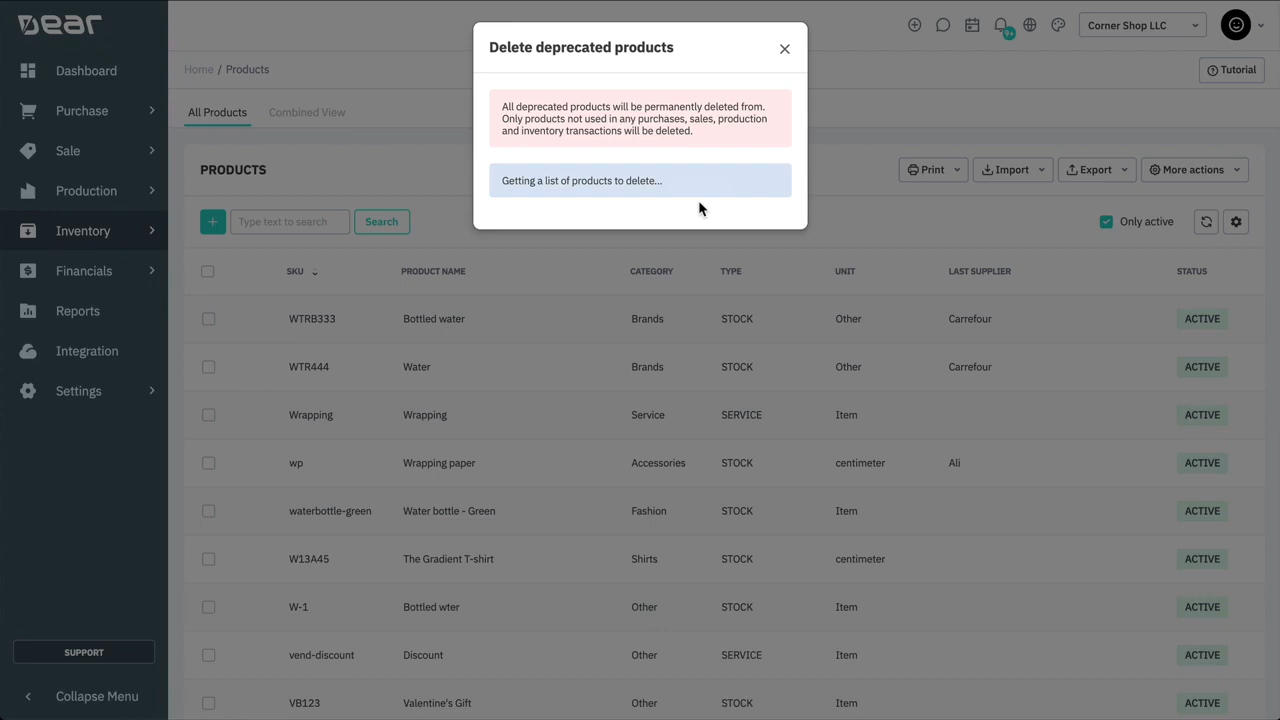 Dear
Dashboard
Purchase
Sale
Production
Inventory
Financials
Reports
Integration
Settings
SUPPORT
Collapse Menu
9+
Corner Shop LLC
Home / Products
Tutorial
All Products
Combined View
Delete deprecated products
All deprecated products will be permanently deleted from.
Only products not used in any purchases, sales, production
and inventory transactions will be deleted.
Getting a list of products to delete...
PRODUCTS
Print
Import
Export
More actions
+
Type text to search
Search
Only active
SKU PRODUCT NAME CATEGORY TYPE UNIT LAST SUPPLIER STATUS
WTRB333 Bottled water Brands STOCK Other Carrefour ACTIVE
WTR444 Water Brands STOCK Other Carrefour ACTIVE
Wrapping Wrapping Service SERVICE Item ACTIVE
wp Wrapping paper Accessories STOCK centimeter Ali ACTIVE
waterbottle-green Water bottle - Green Fashion STOCK Item ACTIVE
W13A45 The Gradient T-shirt Shirts STOCK centimeter ACTIVE
W-1 Bottled wter Other STOCK Item ACTIVE
vend-discount Discount Other SERVICE Item ACTIVE
VB123 Valentine's Gift Other STOCK Item ACTIVE